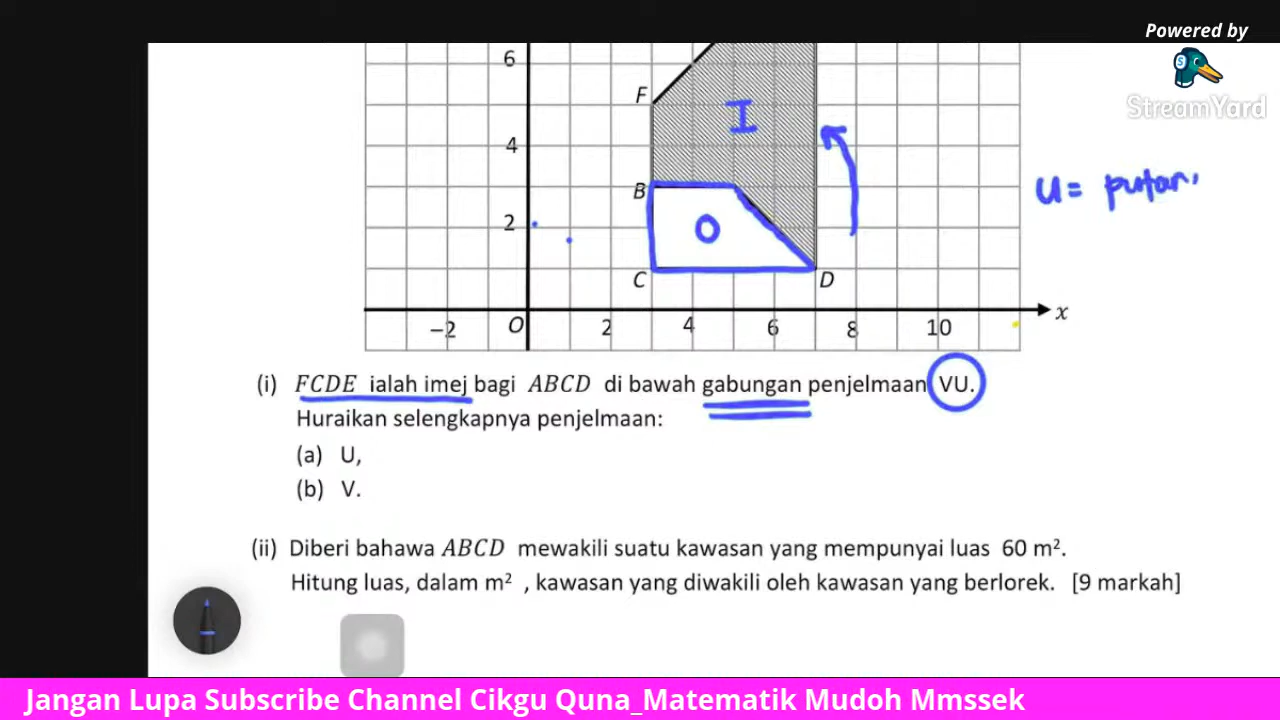 Powered by
StreamYard
6
F
I
4
B
U = putar
2
O
C
D
−2
O
2
4
6
8
10
x
(i) FCDE ialah imej bagi ABCD di bawah gabungan penjelmaan VU.
Huraikan selengkapnya penjelmaan:
(a) U,
(b) V.
(ii) Diberi bahawa ABCD mewakili suatu kawasan yang mempunyai luas 60 m².
Hitung luas, dalam m² , kawasan yang diwakili oleh kawasan yang berlorek. [9 markah]
S
Jangan Lupa Subscribe Channel Cikgu Quna_Matematik Mudoh Mmssek